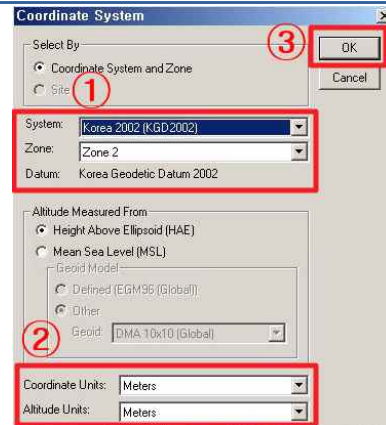 Coordinate System
Select By
Coordinate System and Zone
Site
①
③
OK
Cancel
System: Korea 2002 (KGD2002)
Zone: Zone 2
Datum: Korea Geodetic Datum 2002
Altitude Measured From
Height Above Ellipsoid (HAE)
Mean Sea Level (MSL)
Geoid Model
Defined (EGM96 (Global))
Other
Geoid: DMA 10x10 (Global)
②
Coordinate Units: Meters
Altitude Units: Meters